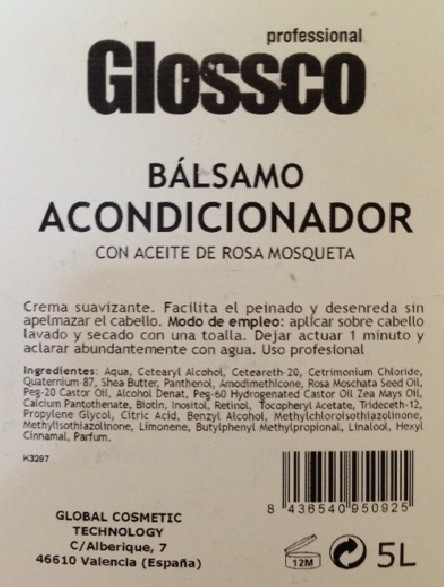 professional
Glossco
BÁLSAMO
ACONDICIONADOR
CON ACEITE DE ROSA MOSQUETA
Crema suavizante. Facilita el peinado y desenreda sin
apelmazar el cabello. Modo de empleo: aplicar sobre cabello
lavado y secado con una toalla. Dejar actuar 1 minuto y
aclarar abundantemente con agua. Uso profesional
Ingredientes: Aqua, Cetearyl Alcohol, Ceteareth-20, Cetrimonium Chloride,
Quaternium-87, Shea Butter, Panthenol, Amodimethicone, Rosa Moschata Seed Oil,
Peg-20 Castor Oil, Alcohol Denat, Peg-60 Hydrogenated Castor Oil Zea Mays Oil,
Calcium Pantothenate, Biotin, Inositol, Retinol, Tocopheryl Acetate, Trideceth-12,
Propylene Glycol, Citric Acid, Benzyl Alcohol, Methylchloroisothiazolinone,
Methylisothiazolinone, Limonene, Butylphenyl Methylpropional, Linalool, Hexyl
Cinnamal, Parfum.
K3287
8 436540 950925
GLOBAL COSMETIC
TECHNOLOGY
C/Alberique, 7
46610 Valencia (España)
12M
5L